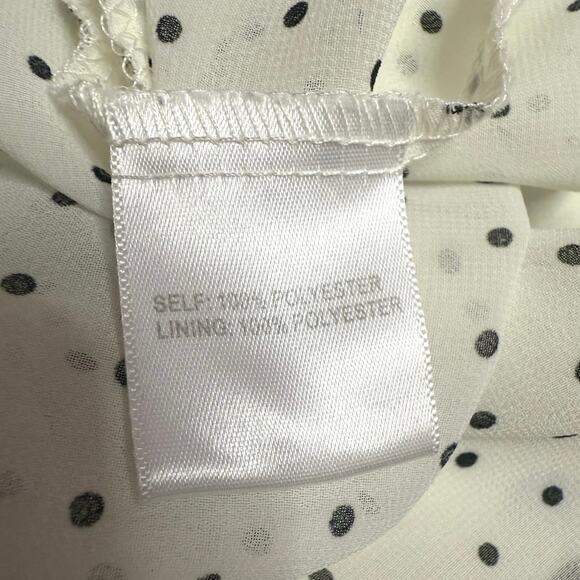 SELF: 100% POLYESTER
LINING: 100% POLYESTER